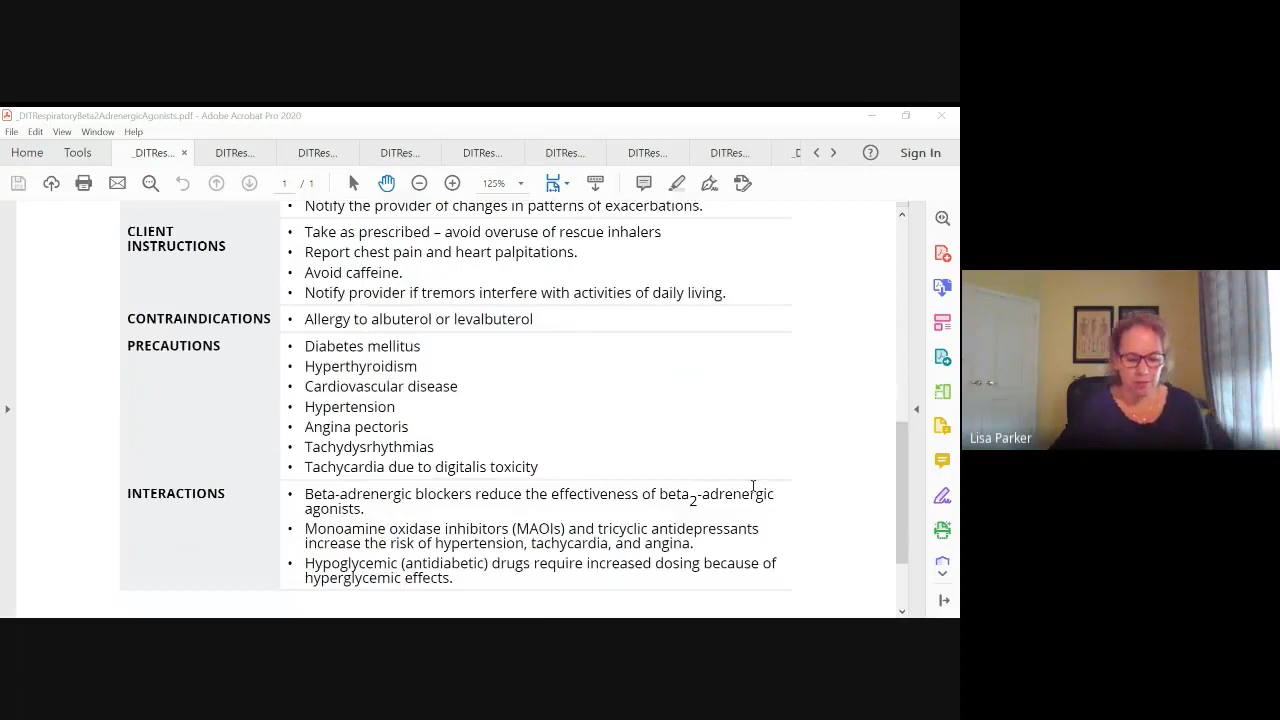 _DITRespiratoryBeta2AdrenergicAgonists.pdf - Adobe Acrobat Pro 2020
File Edit View Window Help
Home Tools _DITRes... × DITRes... DITRes... DITRes... DITRes... DITRes... DITRes... DITRes... _D Sign In
1 / 1 125%
• Notify the provider of changes in patterns of exacerbations.
CLIENT
INSTRUCTIONS
• Take as prescribed – avoid overuse of rescue inhalers
• Report chest pain and heart palpitations.
• Avoid caffeine.
• Notify provider if tremors interfere with activities of daily living.
CONTRAINDICATIONS
• Allergy to albuterol or levalbuterol
PRECAUTIONS
• Diabetes mellitus
• Hyperthyroidism
• Cardiovascular disease
• Hypertension
• Angina pectoris
• Tachydysrhythmias
• Tachycardia due to digitalis toxicity
INTERACTIONS
• Beta-adrenergic blockers reduce the effectiveness of beta2-adrenergic
agonists.
• Monoamine oxidase inhibitors (MAOIs) and tricyclic antidepressants
increase the risk of hypertension, tachycardia, and angina.
• Hypoglycemic (antidiabetic) drugs require increased dosing because of
hyperglycemic effects.
Lisa Parker